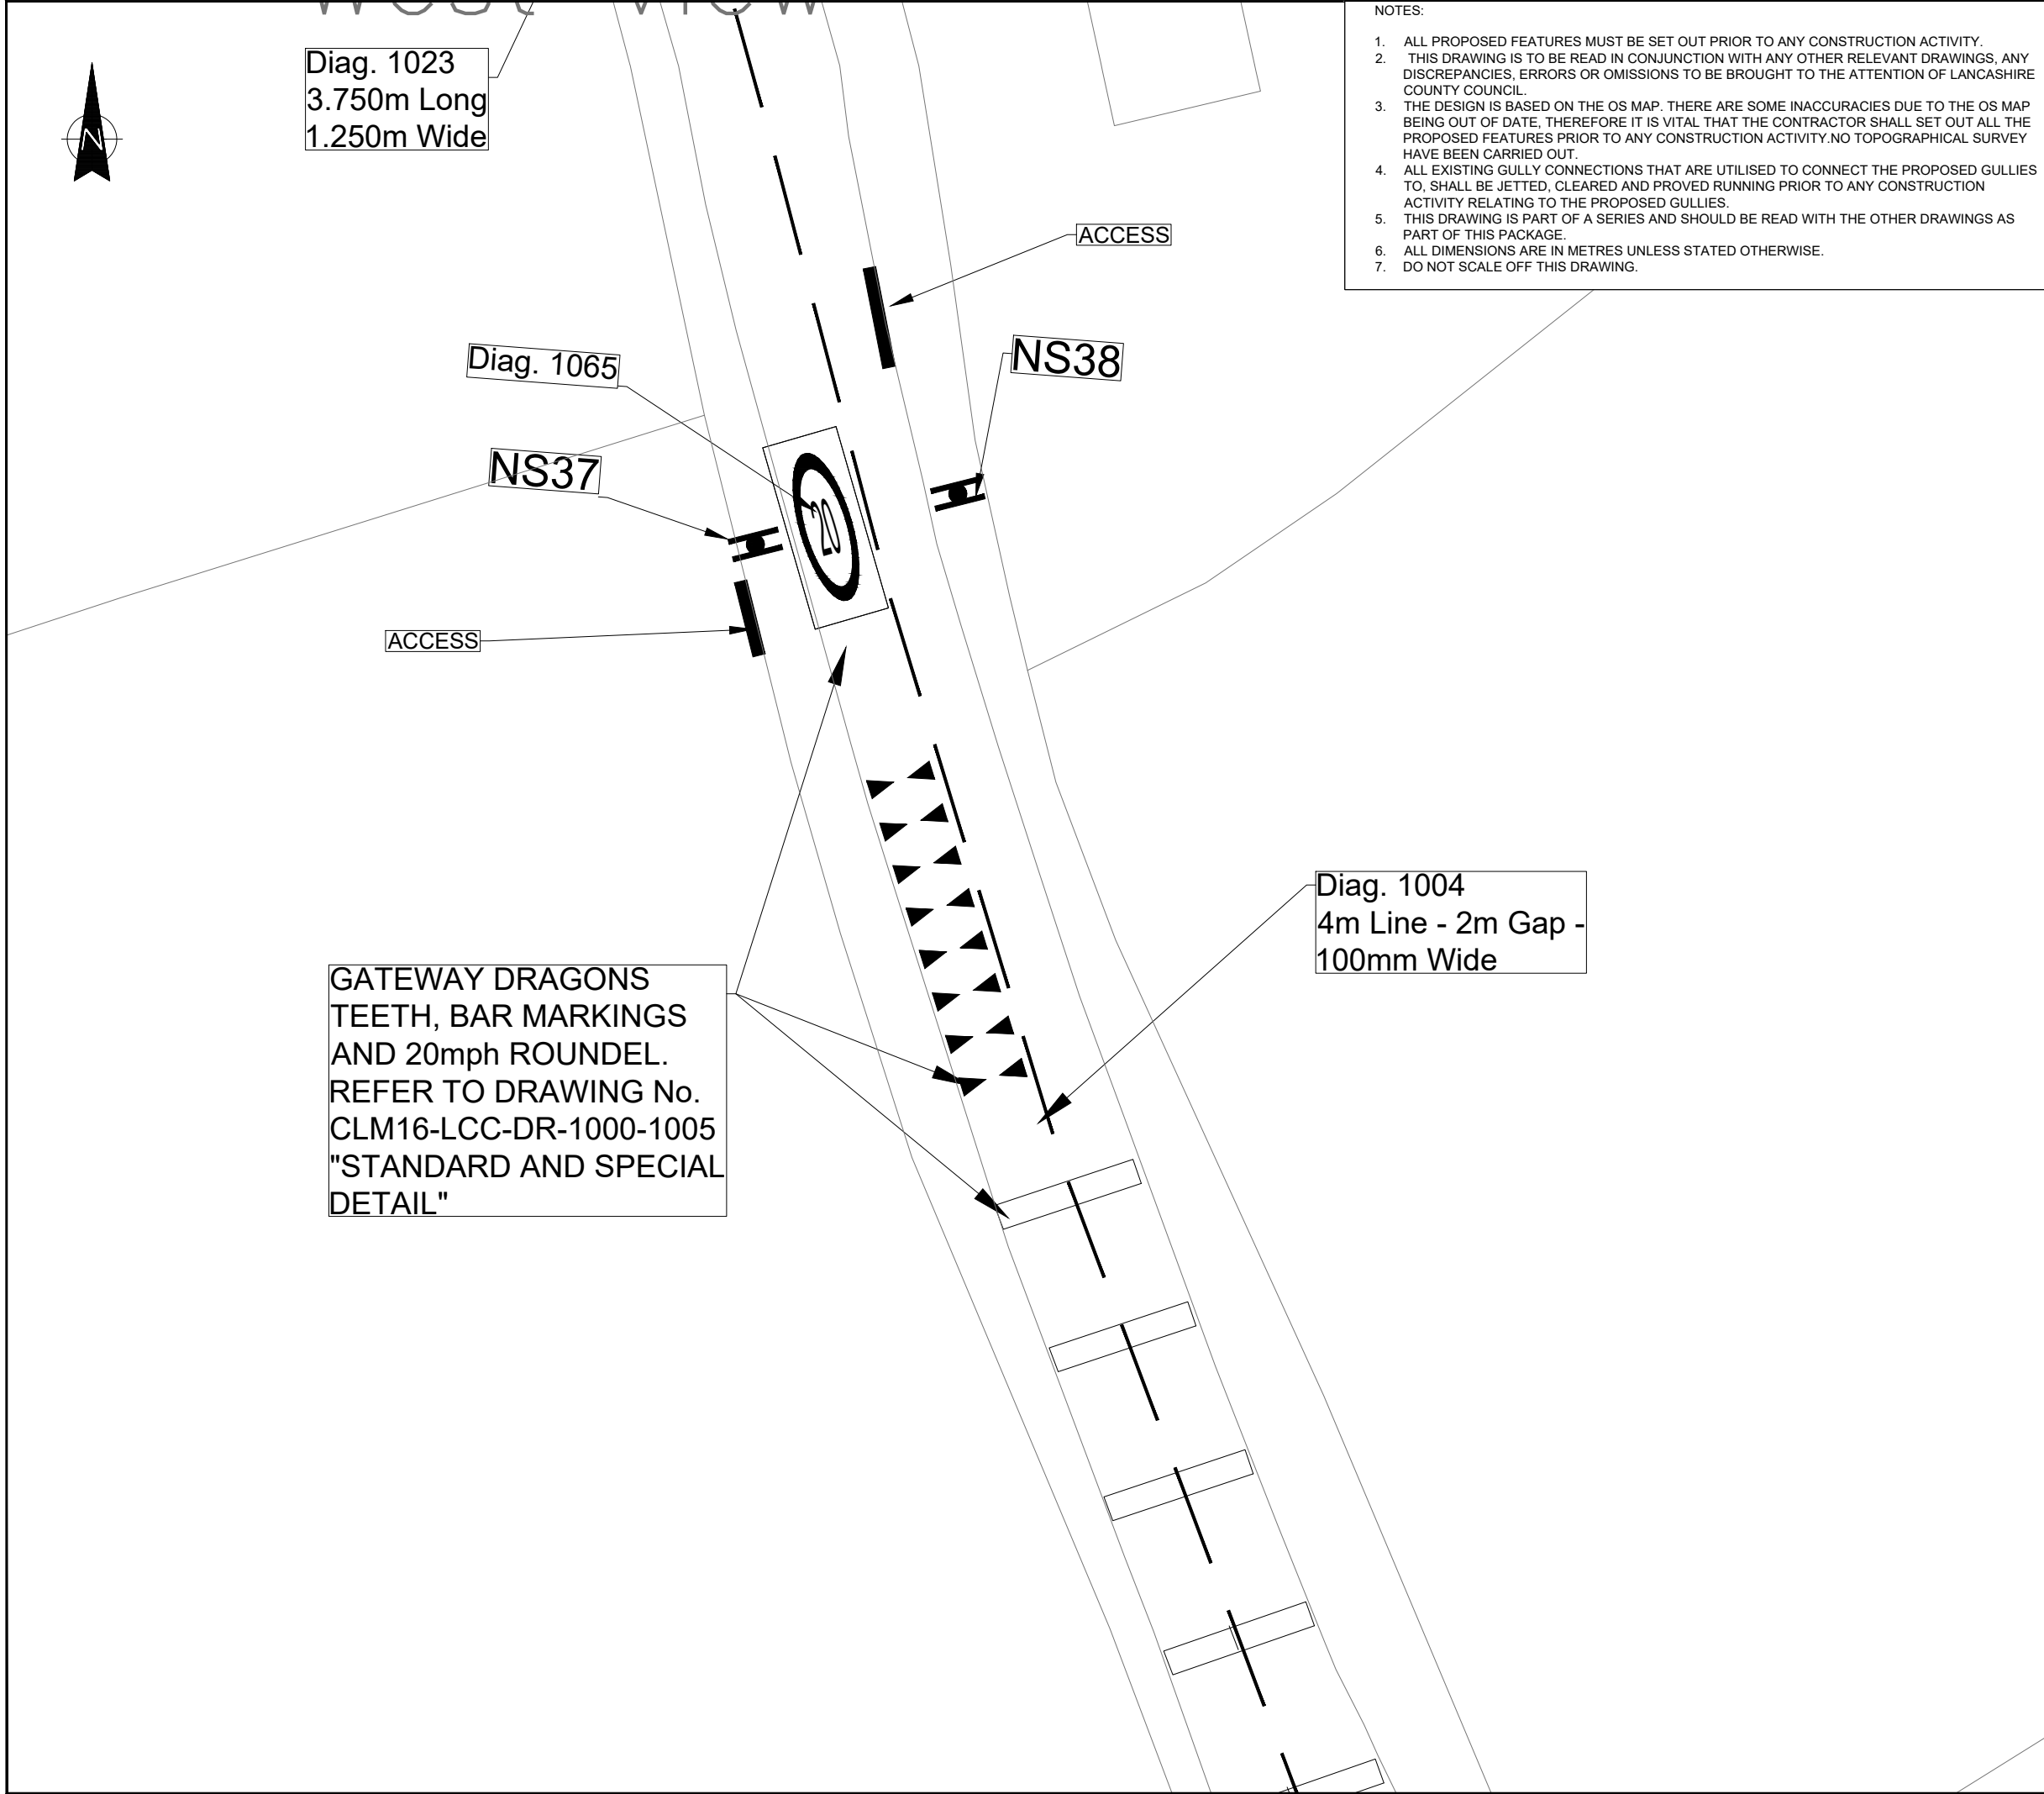 West View
Diag. 1023
3.750m Long
1.250m Wide
N
NOTES:
1. ALL PROPOSED FEATURES MUST BE SET OUT PRIOR TO ANY CONSTRUCTION ACTIVITY.
2. THIS DRAWING IS TO BE READ IN CONJUNCTION WITH ANY OTHER RELEVANT DRAWINGS, ANY
DISCREPANCIES, ERRORS OR OMISSIONS TO BE BROUGHT TO THE ATTENTION OF LANCASHIRE
COUNTY COUNCIL.
3. THE DESIGN IS BASED ON THE OS MAP. THERE ARE SOME INACCURACIES DUE TO THE OS MAP
BEING OUT OF DATE, THEREFORE IT IS VITAL THAT THE CONTRACTOR SHALL SET OUT ALL THE
PROPOSED FEATURES PRIOR TO ANY CONSTRUCTION ACTIVITY.NO TOPOGRAPHICAL SURVEY
HAVE BEEN CARRIED OUT.
4. ALL EXISTING GULLY CONNECTIONS THAT ARE UTILISED TO CONNECT THE PROPOSED GULLIES
TO, SHALL BE JETTED, CLEARED AND PROVED RUNNING PRIOR TO ANY CONSTRUCTION
ACTIVITY RELATING TO THE PROPOSED GULLIES.
5. THIS DRAWING IS PART OF A SERIES AND SHOULD BE READ WITH THE OTHER DRAWINGS AS
PART OF THIS PACKAGE.
6. ALL DIMENSIONS ARE IN METRES UNLESS STATED OTHERWISE.
7. DO NOT SCALE OFF THIS DRAWING.
ACCESS
Diag. 1065
NS38
NS37
20
ACCESS
Diag. 1004
4m Line - 2m Gap -
100mm Wide
GATEWAY DRAGONS
TEETH, BAR MARKINGS
AND 20mph ROUNDEL.
REFER TO DRAWING No.
CLM16-LCC-DR-1000-1005
"STANDARD AND SPECIAL
DETAIL"